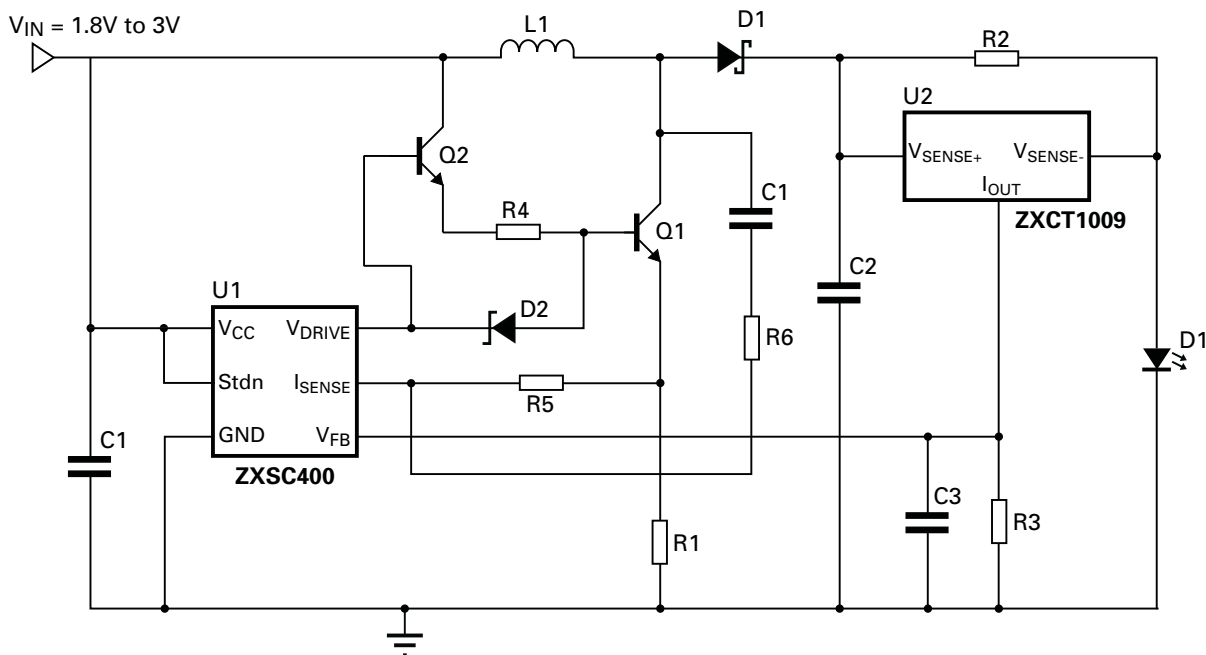 V_IN = 1.8V to 3V
L1
D1
R2
U2
Q2
V_SENSE+ V_SENSE-
I_OUT
ZXCT1009
C1
R4
Q1
C2
U1
D2
V_CC V_DRIVE
R6
D1
Stdn I_SENSE
R5
GND V_FB
C1
ZXSC400
C3
R3
R1